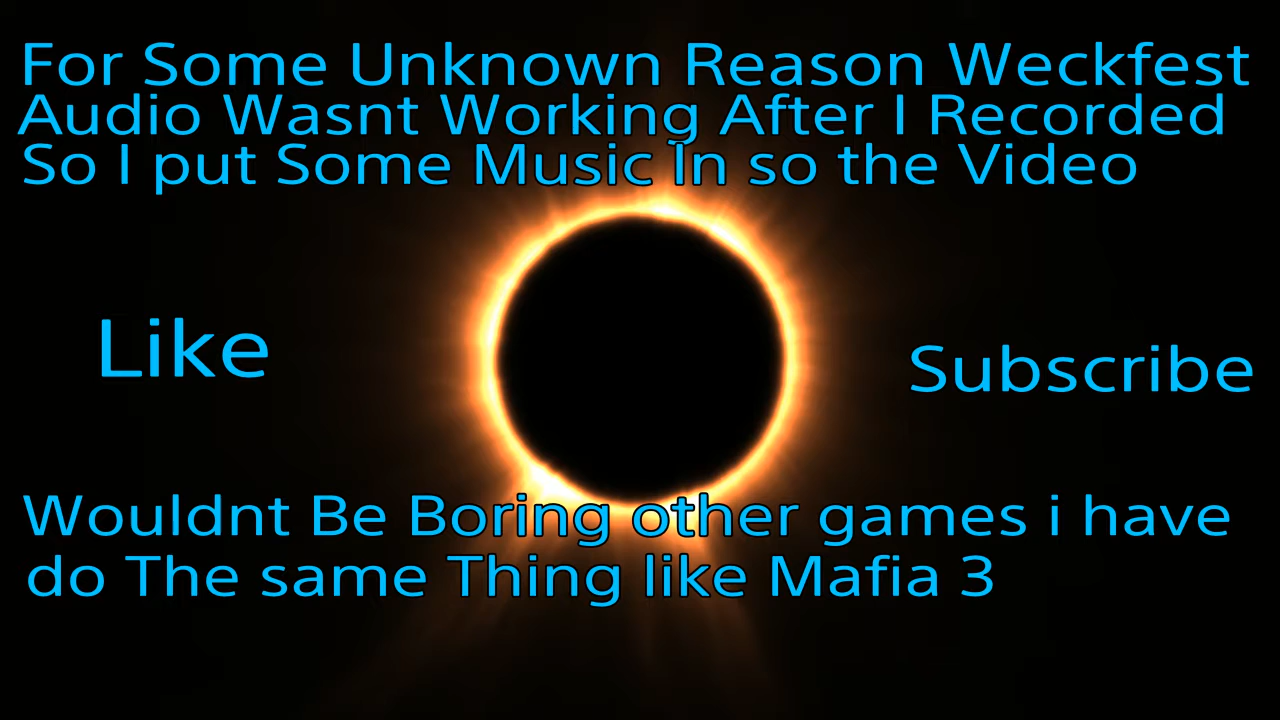 For Some Unknown Reason Weckfest
Audio Wasnt Working After I Recorded
So I put Some Music In so the Video
Like
Subscribe
Wouldnt Be Boring other games i have
do The same Thing like Mafia 3